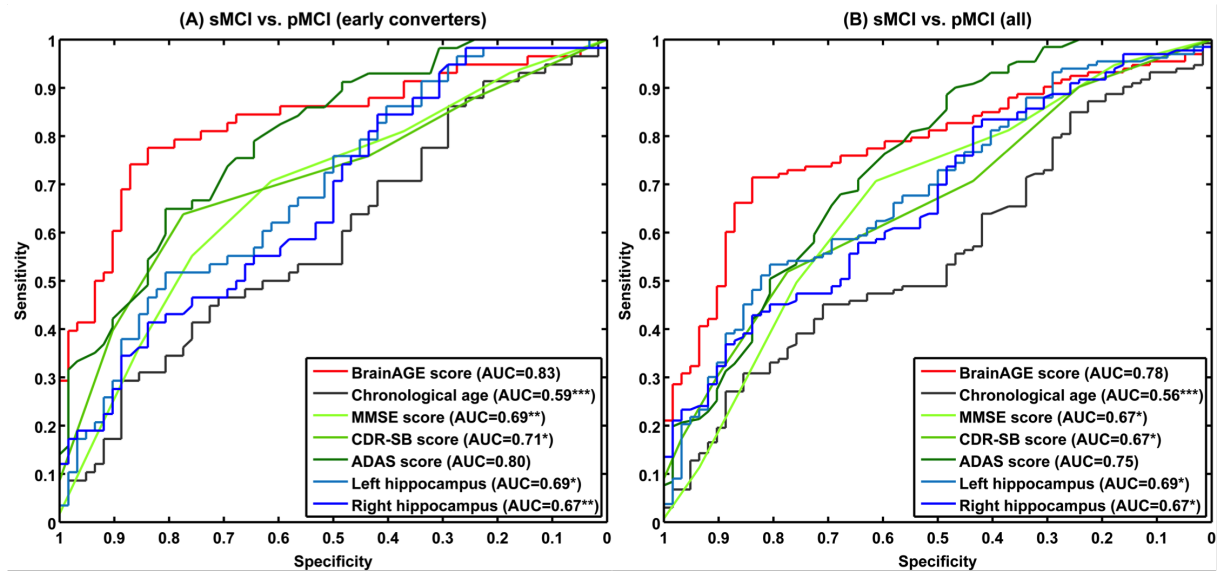 (A) sMCI vs. pMCI (early converters)
1
0.9
0.8
0.7
0.6
0.5
0.4
0.3
0.2
0.1
0
Sensitivity
BrainAGE score (AUC=0.83)
Chronological age (AUC=0.59***)
MMSE score (AUC=0.69**)
CDR-SB score (AUC=0.71*)
ADAS score (AUC=0.80)
Left hippocampus (AUC=0.69*)
Right hippocampus (AUC=0.67**)
1 0.9 0.8 0.7 0.6 0.5 0.4 0.3 0.2 0.1 0
Specificity
(B) sMCI vs. pMCI (all)
1
0.9
0.8
0.7
0.6
0.5
0.4
0.3
0.2
0.1
0
Sensitivity
BrainAGE score (AUC=0.78)
Chronological age (AUC=0.56***)
MMSE score (AUC=0.67*)
CDR-SB score (AUC=0.67*)
ADAS score (AUC=0.75)
Left hippocampus (AUC=0.69*)
Right hippocampus (AUC=0.67*)
1 0.9 0.8 0.7 0.6 0.5 0.4 0.3 0.2 0.1 0
Specificity